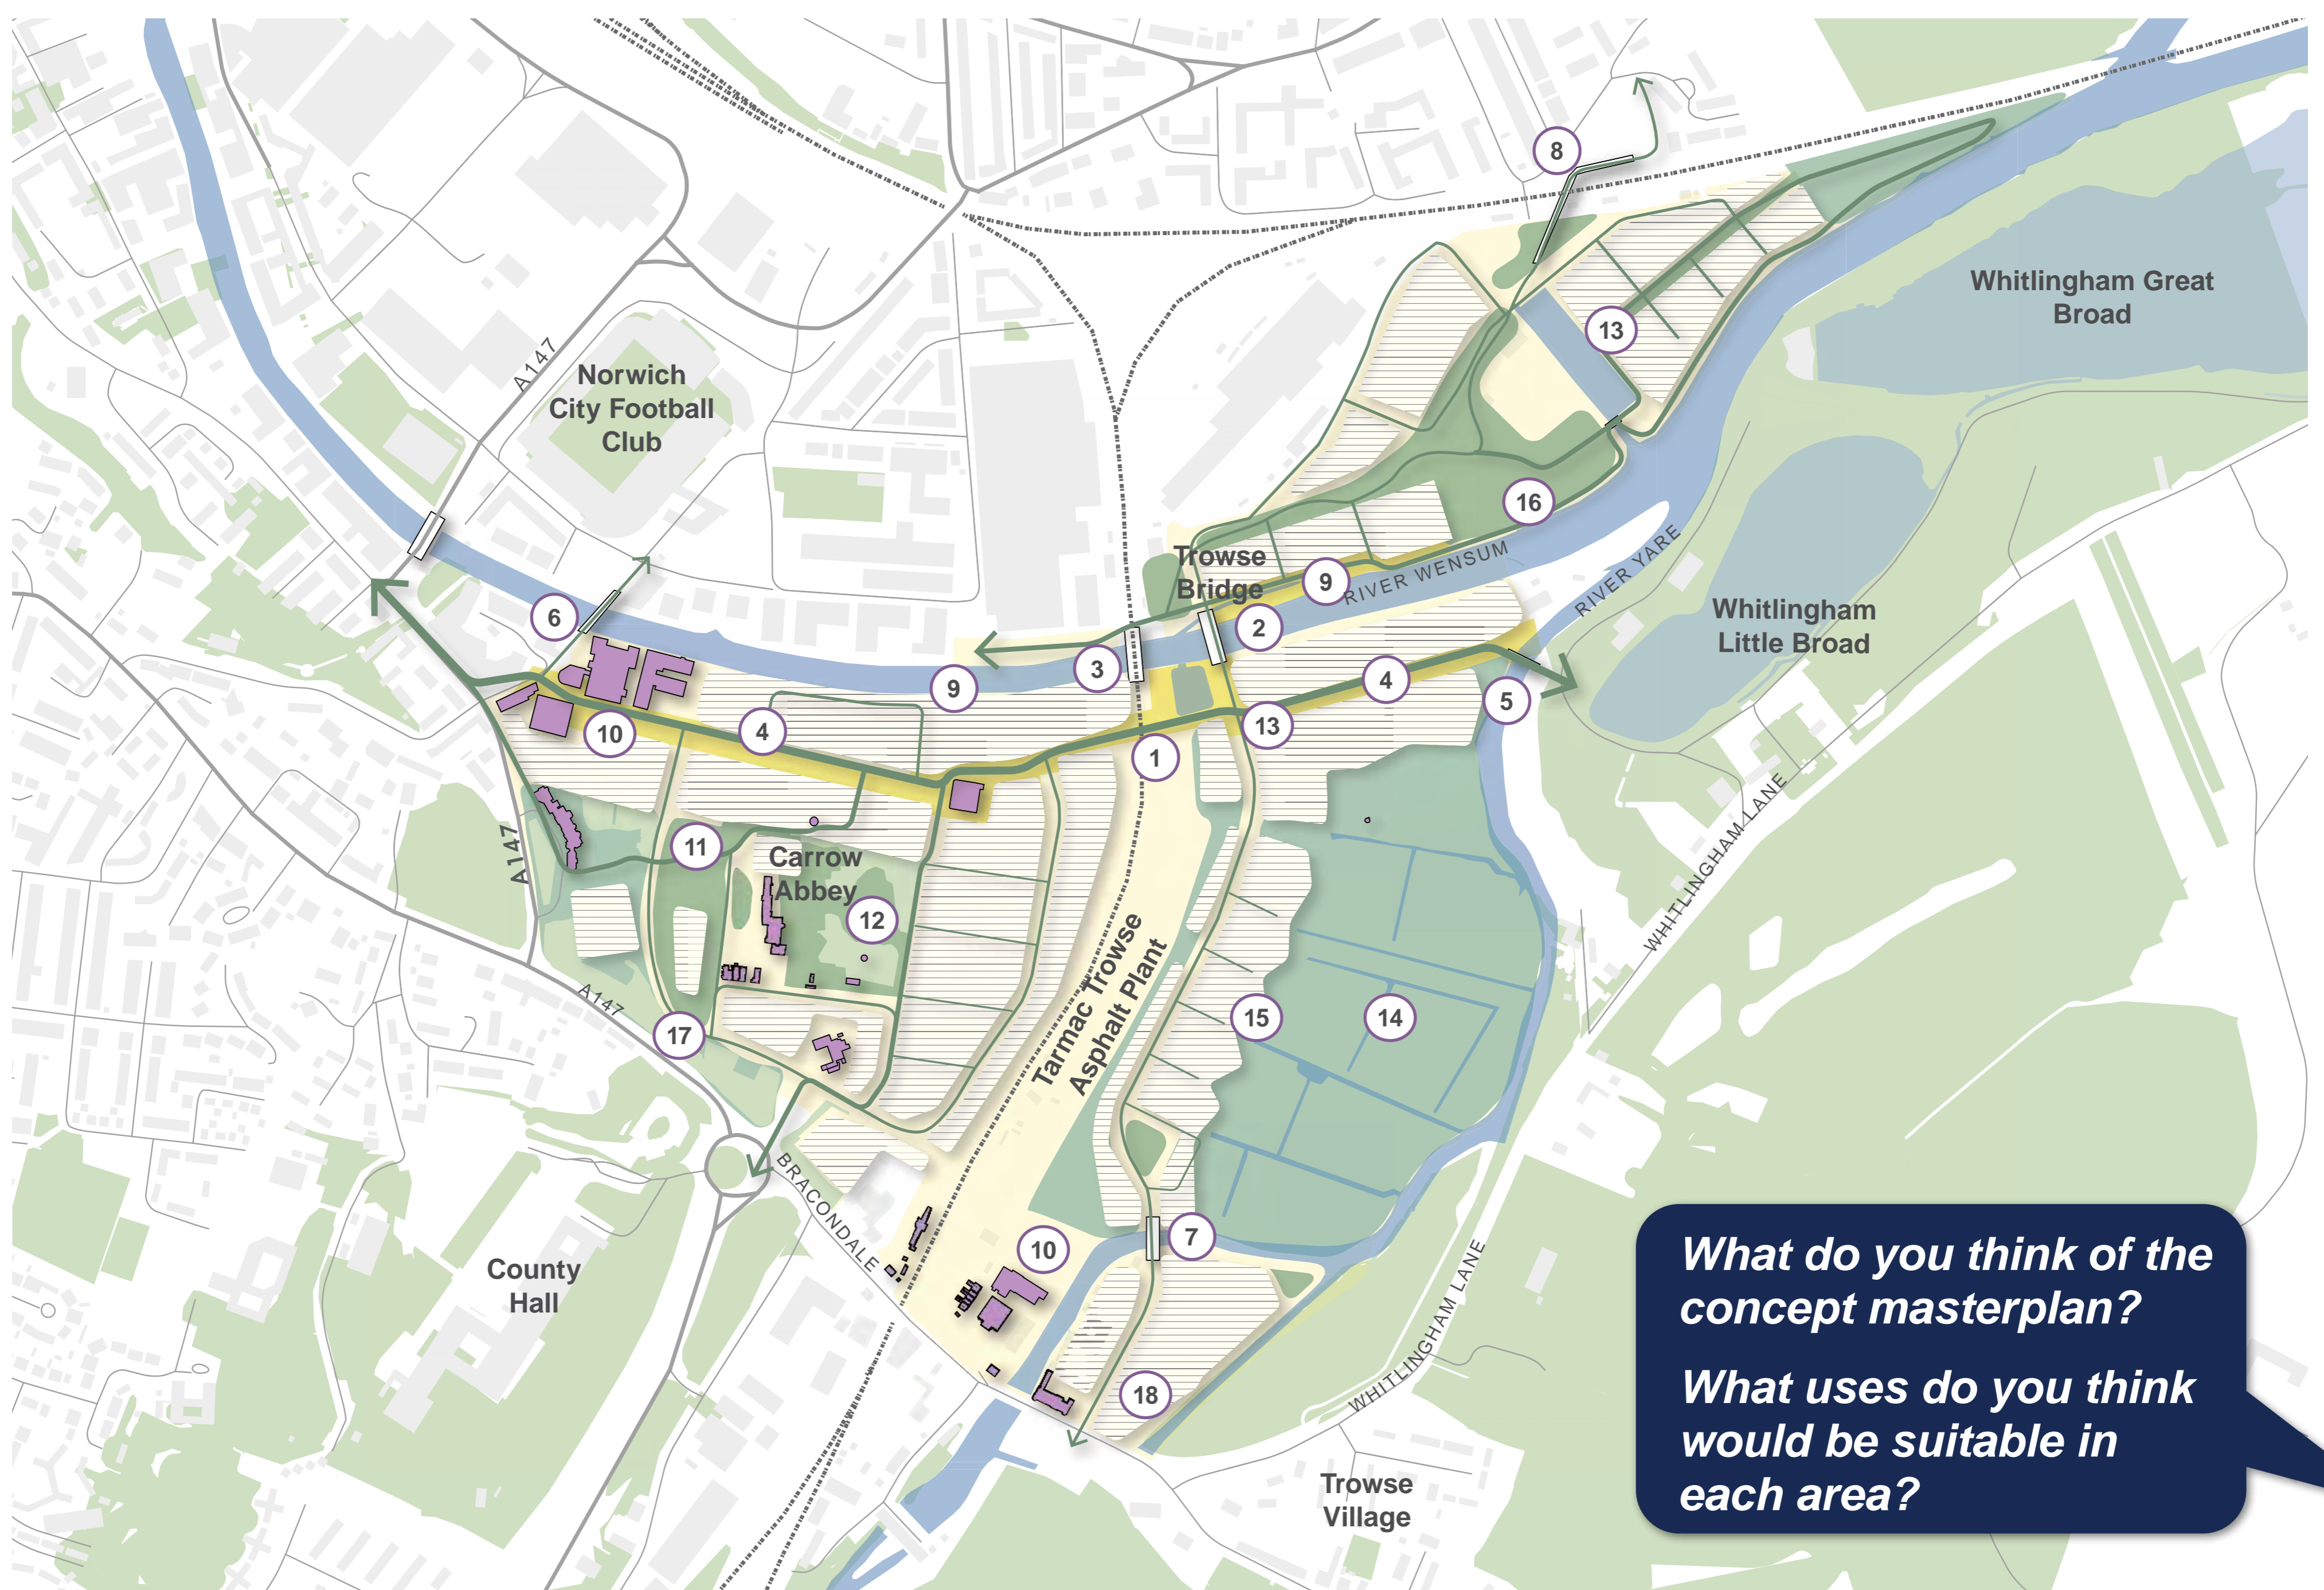 8
Whitlingham Great
Broad
13
A147
Norwich
City Football
Club
16
Trowse
Bridge
9
RIVER WENSUM
RIVER YARE
Whitlingham
Little Broad
6
2
3
9
4
5
10
4
13
1
11
Carrow
Abbey
A147
12
WHITLINGHAM LANE
Tarmac Trowse
Asphalt Plant
15
14
A147
17
BRACONDALE
7
10
County
Hall
WHITLINGHAM LANE
18
Trowse
Village
What do you think of the
concept masterplan?
What uses do you think
would be suitable in
each area?